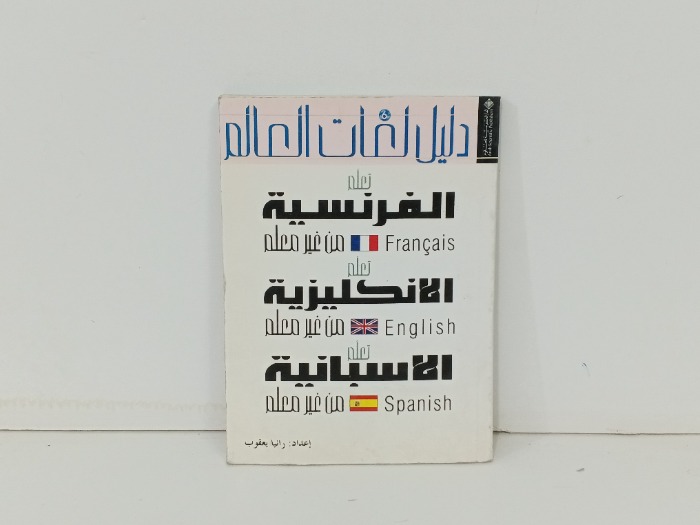 دليل لغات العالم
6
تعلم
الفرنسية
من غير معلم Français
تعلم
الانكليزية
من غير معلم English
تعلم
الاسبانية
من غير معلم Spanish
إعداد: رانيا يعقوب